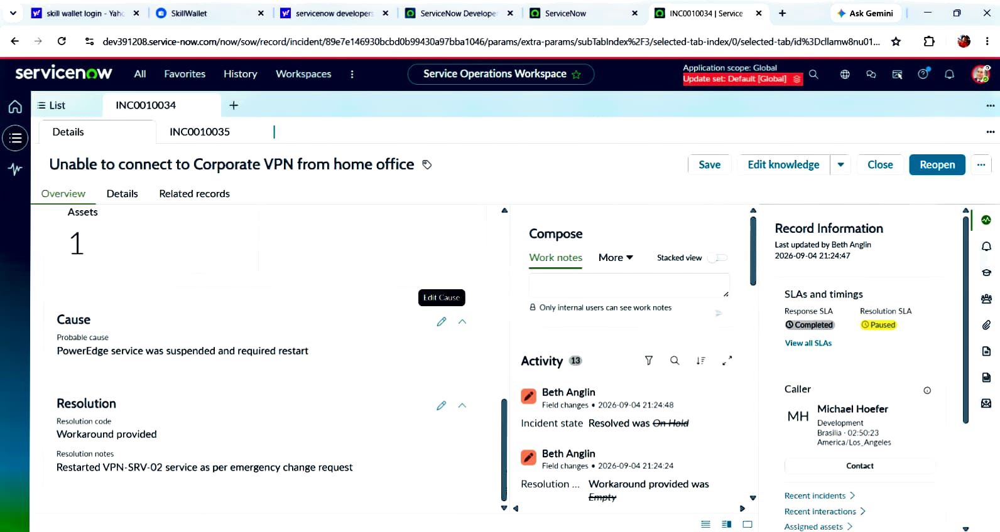 skill wallet login - Yaho
SkillWallet
servicenow developers
ServiceNow Develope
ServiceNow
INC0010034 | Service
Ask Gemini
dev391208.service-now.com/now/sow/record/incident/89e7e146930bcbd0b99430a97bba1046/params/extra-params/subTabIndex%2F3/selected-tab-index/0/selected-tab/id%3Dcllamw8nu01...
servicenow
All
Favorites
History
Workspaces
Service Operations Workspace
Application scope: Global
Update set: Default [Global]
List
INC0010034
Details
INC0010035
Unable to connect to Corporate VPN from home office
Save
Edit knowledge
Close
Reopen
Overview
Details
Related records
Assets
1
Edit Cause
Cause
Probable cause
PowerEdge service was suspended and required restart
Resolution
Resolution code
Workaround provided
Resolution notes
Restarted VPN-SRV-02 service as per emergency change request
Compose
Work notes
More
Stacked view
Only internal users can see work notes
Activity 13
Beth Anglin
Field changes • 2026-09-04 21:24:48
Incident state Resolved was On Hold
Beth Anglin
Field changes • 2026-09-04 21:24:24
Resolution ... Workaround provided was
Empty
Record Information
Last updated by Beth Anglin
2026-09-04 21:24:47
SLAs and timings
Response SLA
Resolution SLA
Completed
Paused
View all SLAs
Caller
MH
Michael Hoefer
Development
Brasilia · 02:50:23
America/Los_Angeles
Contact
Recent incidents
Recent interactions
Assigned assets